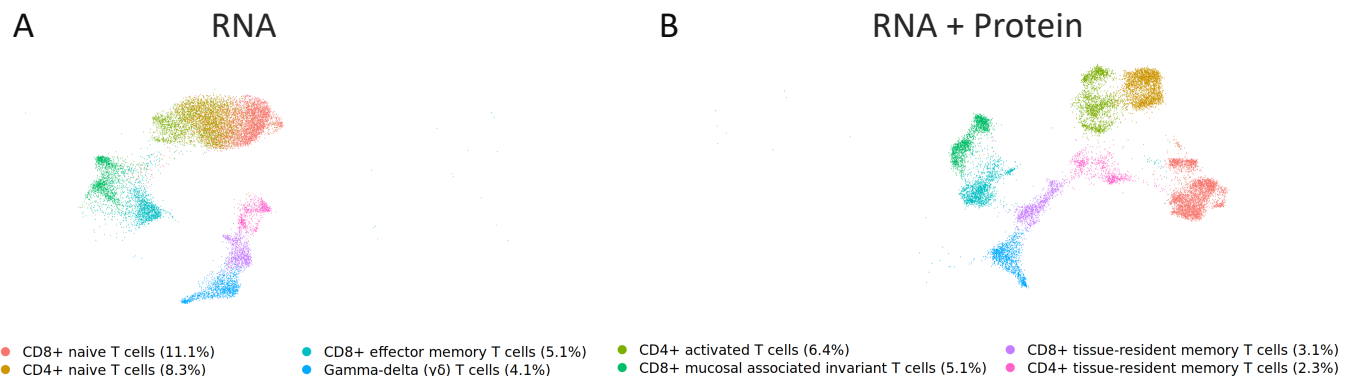 A RNA B RNA + Protein
CD8+ naive T cells (11.1%) CD8+ effector memory T cells (5.1%) CD4+ activated T cells (6.4%) CD8+ tissue-resident memory T cells (3.1%)
CD4+ naive T cells (8.3%) Gamma-delta (γδ) T cells (4.1%) CD8+ mucosal associated invariant T cells (5.1%) CD4+ tissue-resident memory T cells (2.3%)